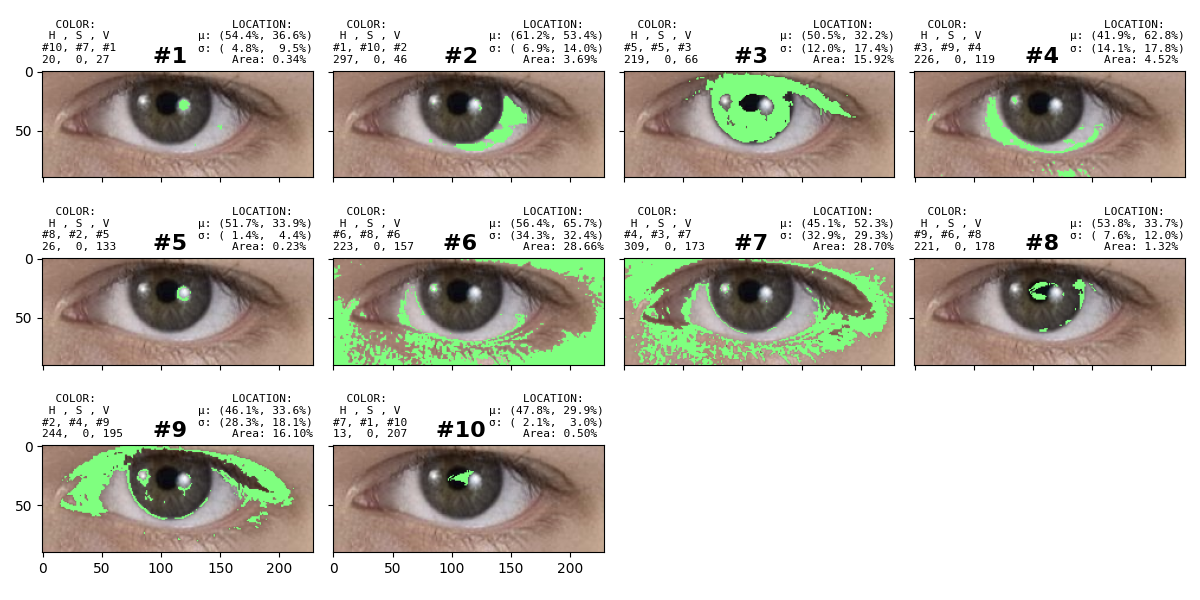 COLOR:
LOCATION:
H , S , V
μ: (54.4%, 36.6%)
#10, #7, #1
σ: ( 4.8%,  9.5%)
20,  0, 27
#1
Area: 0.34%
COLOR:
LOCATION:
H , S , V
μ: (61.2%, 53.4%)
#1, #10, #2
σ: ( 6.9%, 14.0%)
297,  0, 46
#2
Area: 3.69%
COLOR:
LOCATION:
H , S , V
μ: (50.5%, 32.2%)
#5, #5, #3
σ: (12.0%, 17.4%)
219,  0, 66
#3
Area: 15.92%
COLOR:
LOCATION:
H , S , V
μ: (41.9%, 62.8%)
#3, #9, #4
σ: (14.1%, 17.8%)
226,  0, 119
#4
Area: 4.52%
0
50
COLOR:
LOCATION:
H , S , V
μ: (51.7%, 33.9%)
#8, #2, #5
σ: ( 1.4%,  4.4%)
26,  0, 133
#5
Area: 0.23%
COLOR:
LOCATION:
H , S , V
μ: (56.4%, 65.7%)
#6, #8, #6
σ: (34.3%, 32.4%)
223,  0, 157
#6
Area: 28.66%
COLOR:
LOCATION:
H , S , V
μ: (45.1%, 52.3%)
#4, #3, #7
σ: (32.9%, 29.3%)
309,  0, 173
#7
Area: 28.70%
COLOR:
LOCATION:
H , S , V
μ: (53.8%, 33.7%)
#9, #6, #8
σ: ( 7.6%, 12.0%)
221,  0, 178
#8
Area: 1.32%
0
50
COLOR:
LOCATION:
H , S , V
μ: (46.1%, 33.6%)
#2, #4, #9
σ: (28.3%, 18.1%)
244,  0, 195
#9
Area: 16.10%
COLOR:
LOCATION:
H , S , V
μ: (47.8%, 29.9%)
#7, #1, #10
σ: ( 2.1%,  3.0%)
13,  0, 207
#10
Area: 0.50%
0
50
0 50 100 150 200
0 50 100 150 200